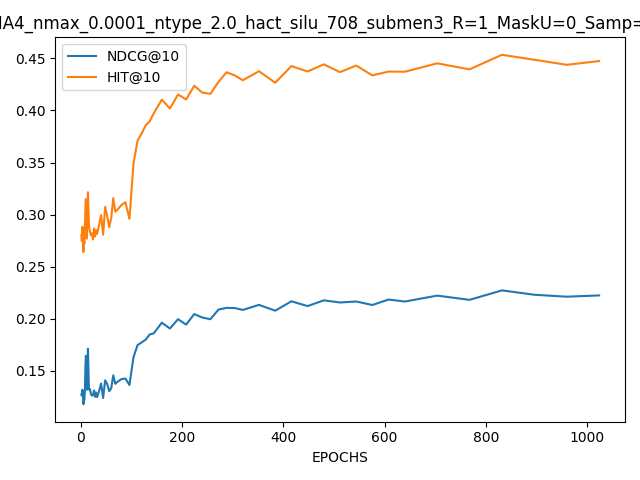 IA4_nmax_0.0001_ntype_2.0_hact_silu_708_submen3_R=1_MaskU=0_Samp=
NDCG@10
HIT@10
0.45
0.40
0.35
0.30
0.25
0.20
0.15
0 200 400 600 800 1000
EPOCHS